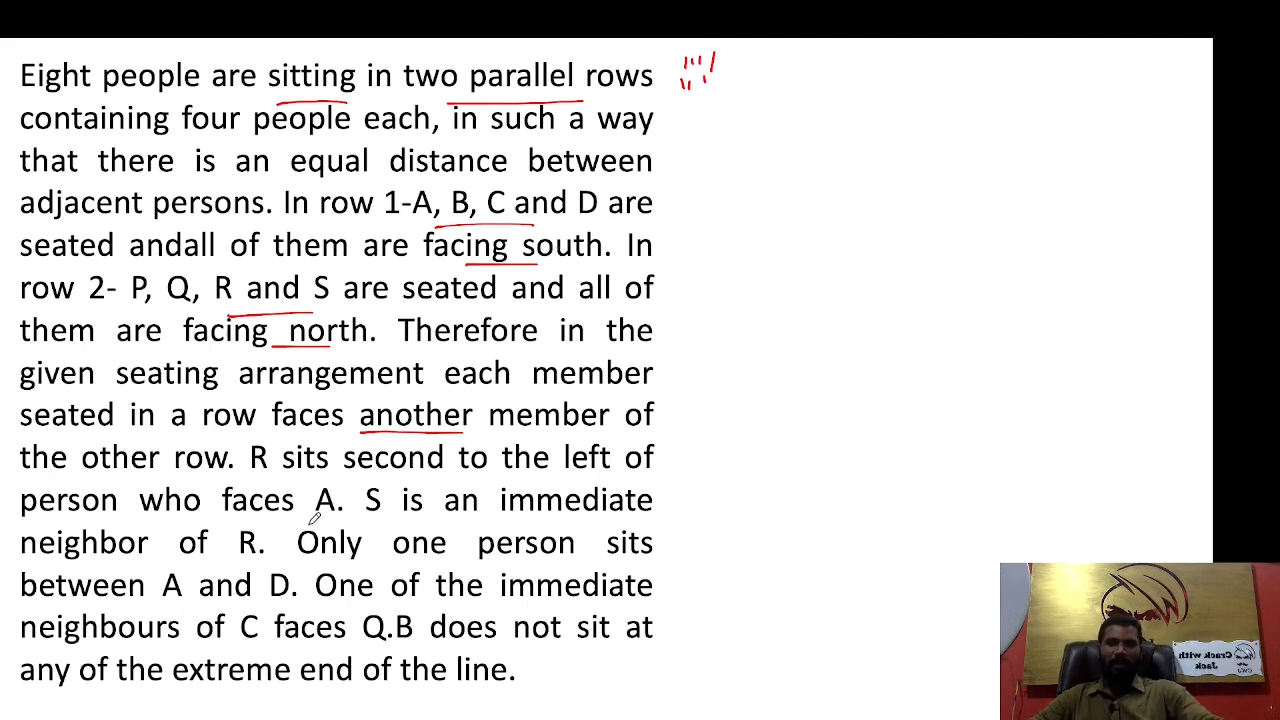 Eight people are sitting in two parallel rows
containing four people each, in such a way
that there is an equal distance between
adjacent persons. In row 1-A, B, C and D are
seated andall of them are facing south. In
row 2- P, Q, R and S are seated and all of
them are facing north. Therefore in the
given seating arrangement each member
seated in a row faces another member of
the other row. R sits second to the left of
person who faces A. S is an immediate
neighbor of R. Only one person sits
between A and D. One of the immediate
neighbours of C faces Q.B does not sit at
any of the extreme end of the line.
Crack with
Jack